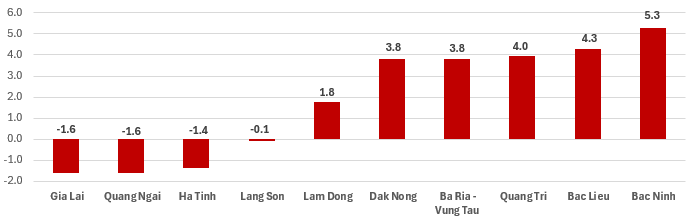 6.0
5.0
4.0
3.0
2.0
1.0
0.0
-1.0
-2.0
-1.6
-1.6
-1.4
-0.1
1.8
3.8
3.8
4.0
4.3
5.3
Gia Lai
Quang Ngai
Ha Tinh
Lang Son
Lam Dong
Dak Nong
Ba Ria -
Vung Tau
Quang Tri
Bac Lieu
Bac Ninh